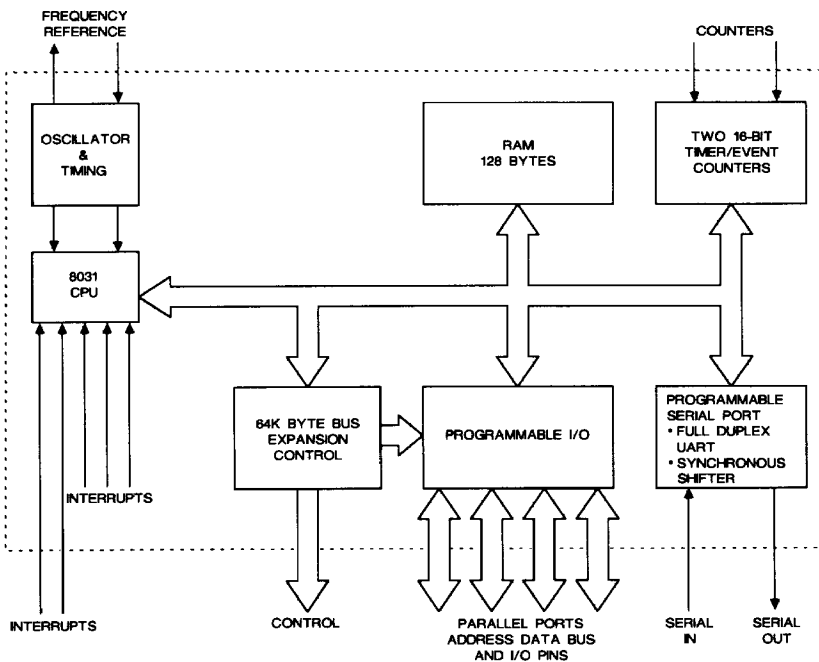 FREQUENCY
REFERENCE
COUNTERS
OSCILLATOR
&
TIMING
RAM
128 BYTES
TWO 16-BIT
TIMER/EVENT
COUNTERS
8031
CPU
64K BYTE BUS
EXPANSION
CONTROL
PROGRAMMABLE I/O
PROGRAMMABLE
SERIAL PORT
• FULL DUPLEX
UART
• SYNCHRONOUS
SHIFTER
INTERRUPTS
INTERRUPTS
CONTROL
PARALLEL PORTS
ADDRESS DATA BUS
AND I/O PINS
SERIAL
IN
SERIAL
OUT